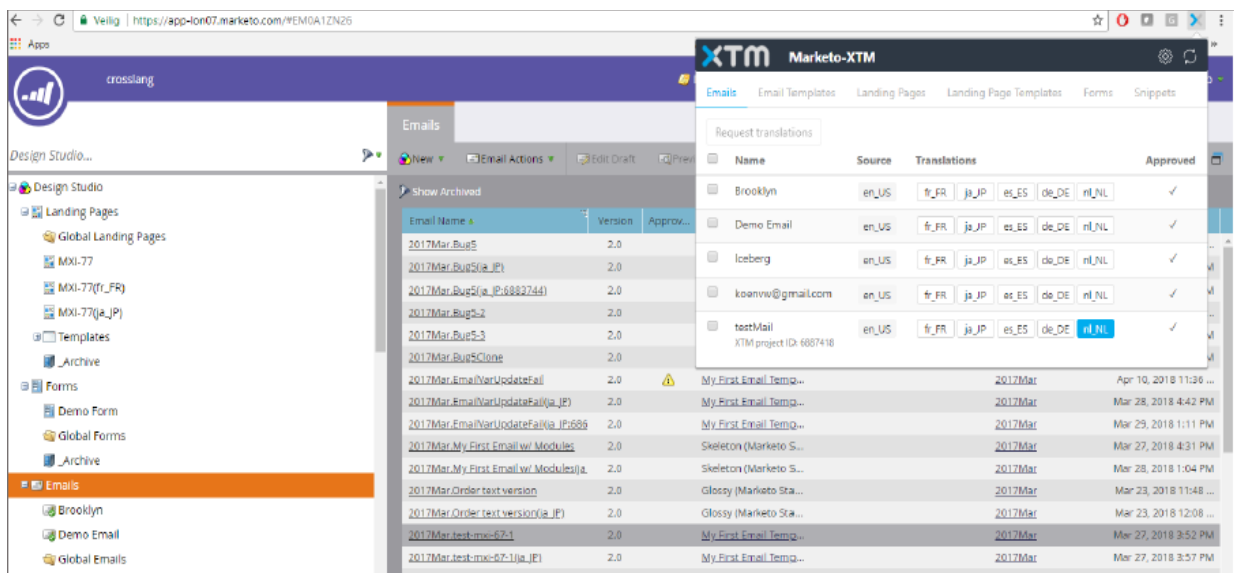 Veilig | https://app-lon07.marketo.com/#EM0A1ZN26
Apps
crosslang
Design Studio...
Design Studio
Landing Pages
Global Landing Pages
MXI-77
MXI-77(fr_FR)
MXI-77(ja_JP)
Templates
_Archive
Forms
Demo Form
Global Forms
_Archive
Emails
Brooklyn
Demo Email
Global Emails
Emails
New Email Actions Edit Draft Previ
Show Archived
Email Name Version Approv...
2017Mar.Bug5 2.0
2017Mar.Bug5(ja_JP) 2.0
2017Mar.Bug5(ja_JP:6883744) 2.0
2017Mar.Bug5-2 2.0
2017Mar.Bug5-3 2.0
2017Mar.Bug5Clone 2.0
2017Mar.EmailVarUpdateFail 2.0 My First Email Temp... 2017Mar Apr 10, 2018 11:36 ...
2017Mar.EmailVarUpdateFail(ja_JP) 2.0 My First Email Temp... 2017Mar Mar 28, 2018 4:42 PM
2017Mar.EmailVarUpdateFail(ja_JP:686 2.0 My First Email Temp... 2017Mar Mar 29, 2018 1:11 PM
2017Mar.My First Email w/ Modules 2.0 Skeleton (Marketo S... 2017Mar Mar 27, 2018 4:31 PM
2017Mar.My First Email w/ Modules(ja 2.0 Skeleton (Marketo S... 2017Mar Mar 28, 2018 1:04 PM
2017Mar.Order text version 2.0 Glossy (Marketo Sta... 2017Mar Mar 23, 2018 11:48 ...
2017Mar.Order text version(ja_JP) 2.0 Glossy (Marketo Sta... 2017Mar Mar 23, 2018 12:08 ...
2017Mar.test-mxi-67-1 2.0 My First Email Temp... 2017Mar Mar 27, 2018 3:52 PM
2017Mar.test-mxi-67-1(ja_JP) 2.0 My First Email Temp... 2017Mar Mar 27, 2018 3:57 PM
XTM Marketo-XTM
Emails Email Templates Landing Pages Landing Page Templates Forms Snippets
Request translations
Name Source Translations Approved
Brooklyn en_US fr_FR ja_JP es_ES de_DE nl_NL
Demo Email en_US fr_FR ja_JP es_ES de_DE nl_NL
Iceberg en_US fr_FR ja_JP es_ES de_DE nl_NL
koenvw@gmail.com en_US fr_FR ja_JP es_ES de_DE nl_NL
testMail en_US fr_FR ja_JP es_ES de_DE nl_NL
XTM project ID: 6887418